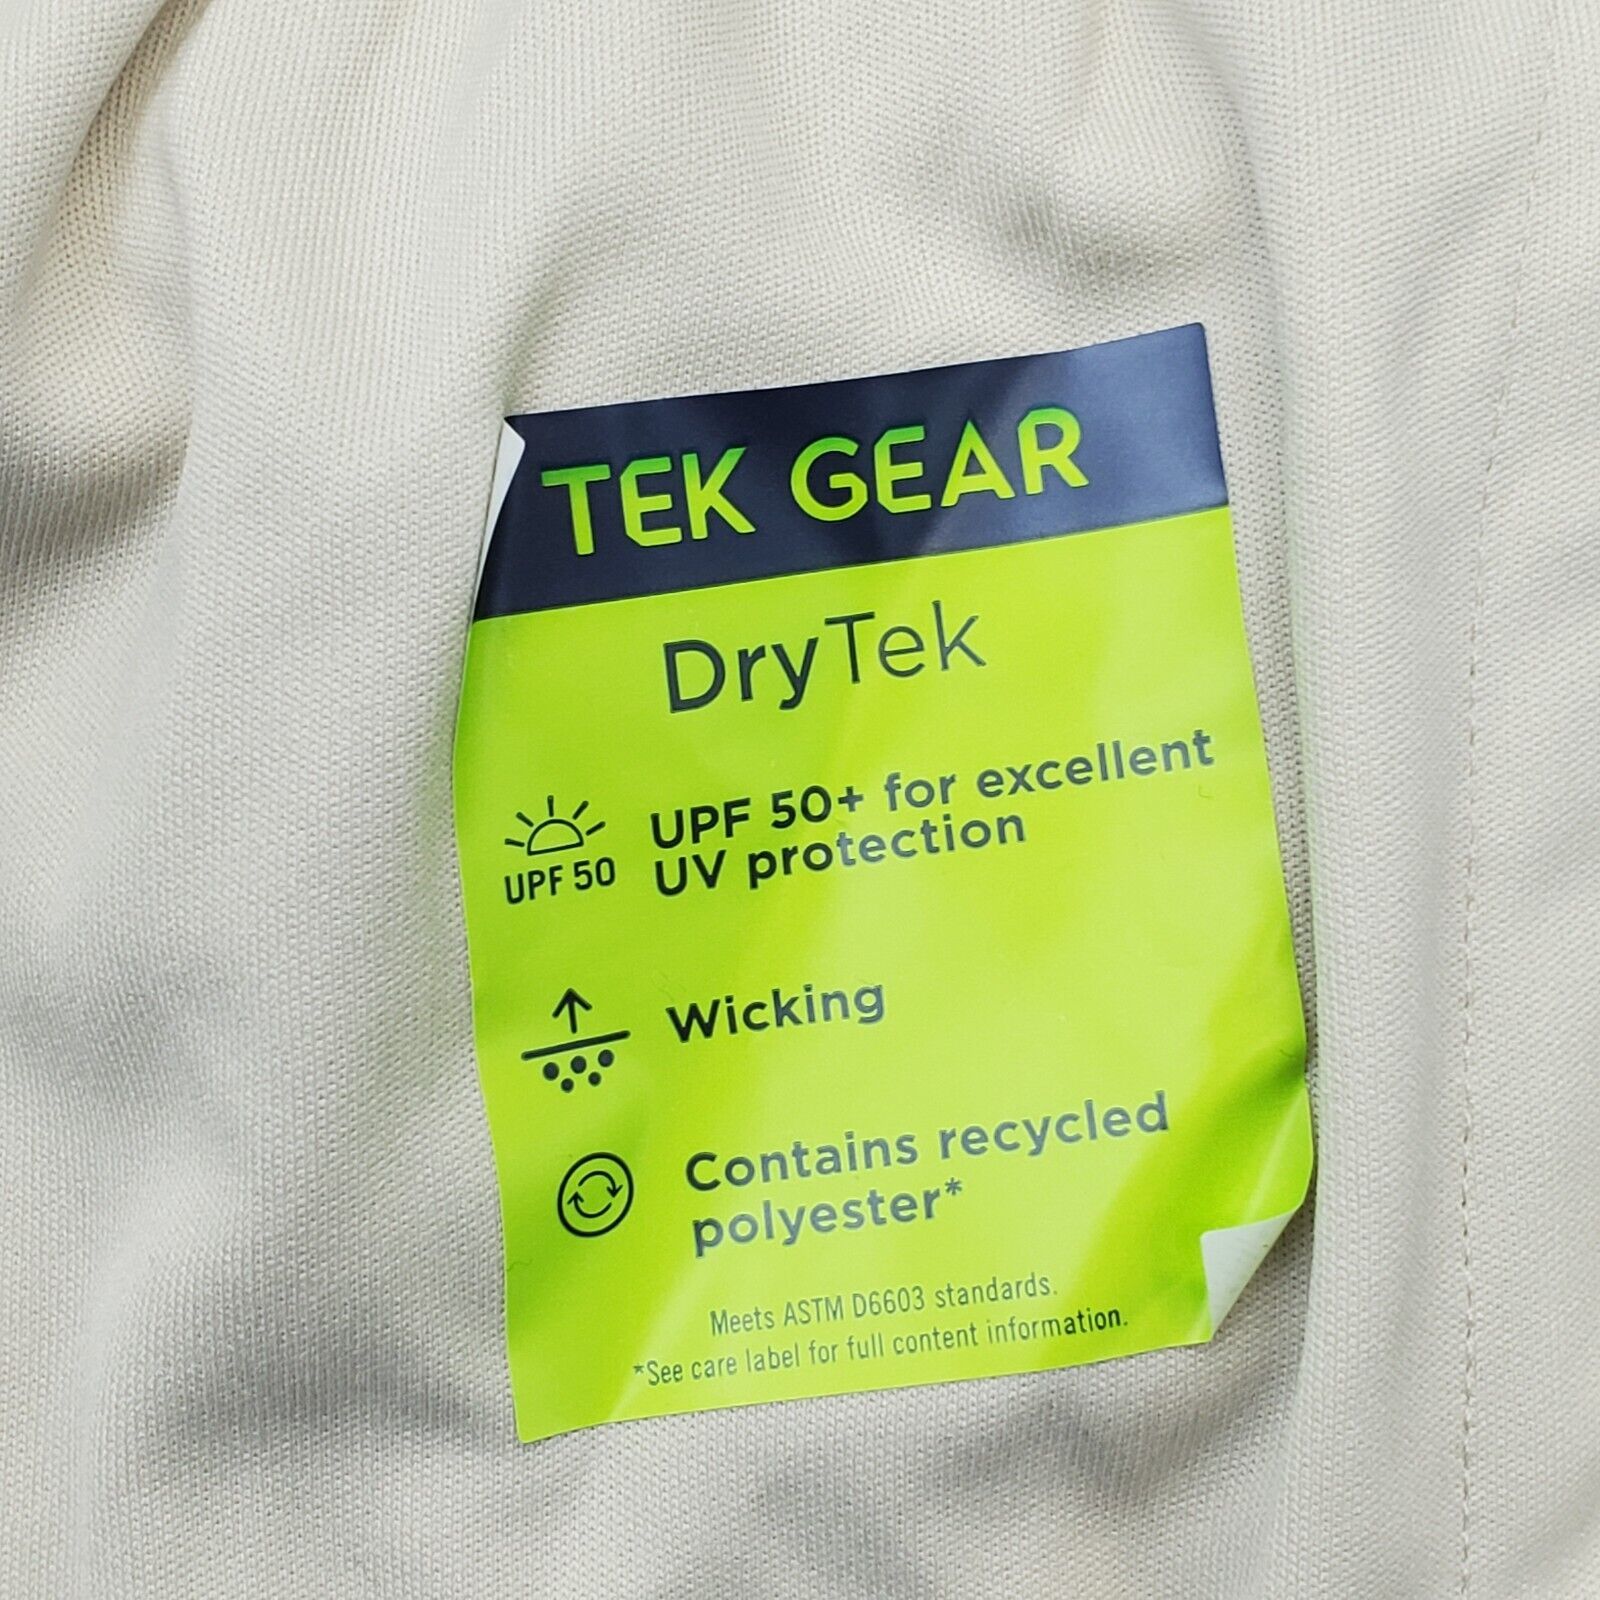 TEK GEAR
DryTek
UPF 50
UPF 50+ for excellent
UV protection
Wicking
Contains recycled
polyester*
Meets ASTM D6603 standards.
*See care label for full content information.